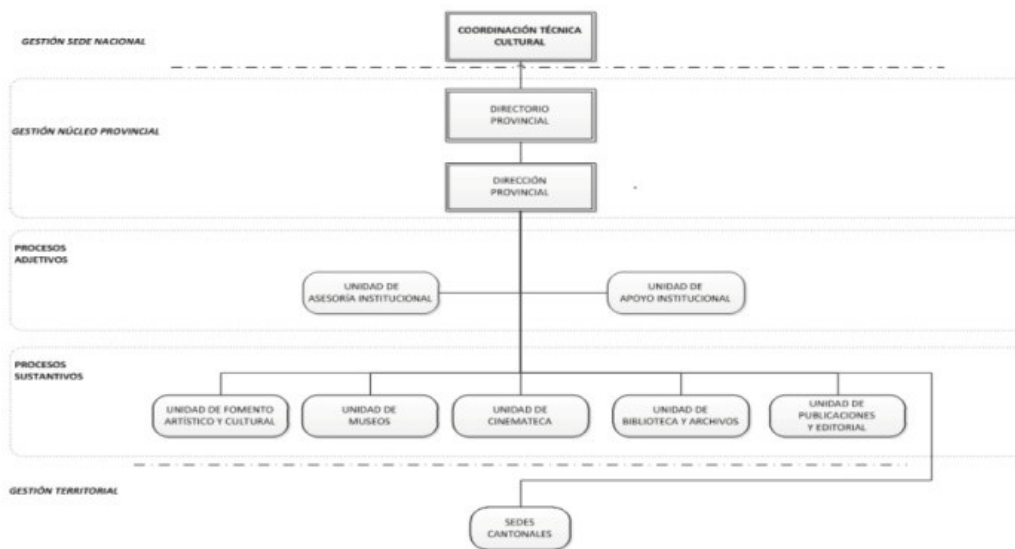 COORDINACIÓN TÉCNICA
CULTURAL
GESTIÓN SEDE NACIONAL
DIRECTORIO
PROVINCIAL
GESTIÓN NÚCLEO PROVINCIAL
DIRECCIÓN
PROVINCIAL
PROCESOS
ADJETIVOS
UNIDAD DE
ASESORÍA INSTITUCIONAL
UNIDAD DE
APOYO INSTITUCIONAL
PROCESOS
SUSTANTIVOS
UNIDAD DE FOMENTO
ARTÍSTICO Y CULTURAL
UNIDAD DE
MUSEOS
UNIDAD DE
CINEMATECA
UNIDAD DE
BIBLIOTECA Y ARCHIVOS
UNIDAD DE
PUBLICACIONES
Y EDITORIAL
GESTIÓN TERRITORIAL
SEDES
CANTONALES